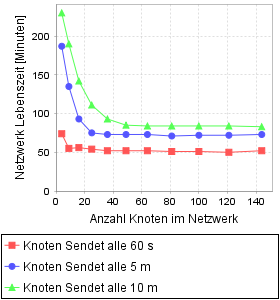 Netzwerk Lebenszeit [Minuten]
200
150
100
50
0
0 20 40 60 80 100 120 140
Anzahl Knoten im Netzwerk
Knoten Sendet alle 60 s
Knoten Sendet alle 5 m
Knoten Sendet alle 10 m